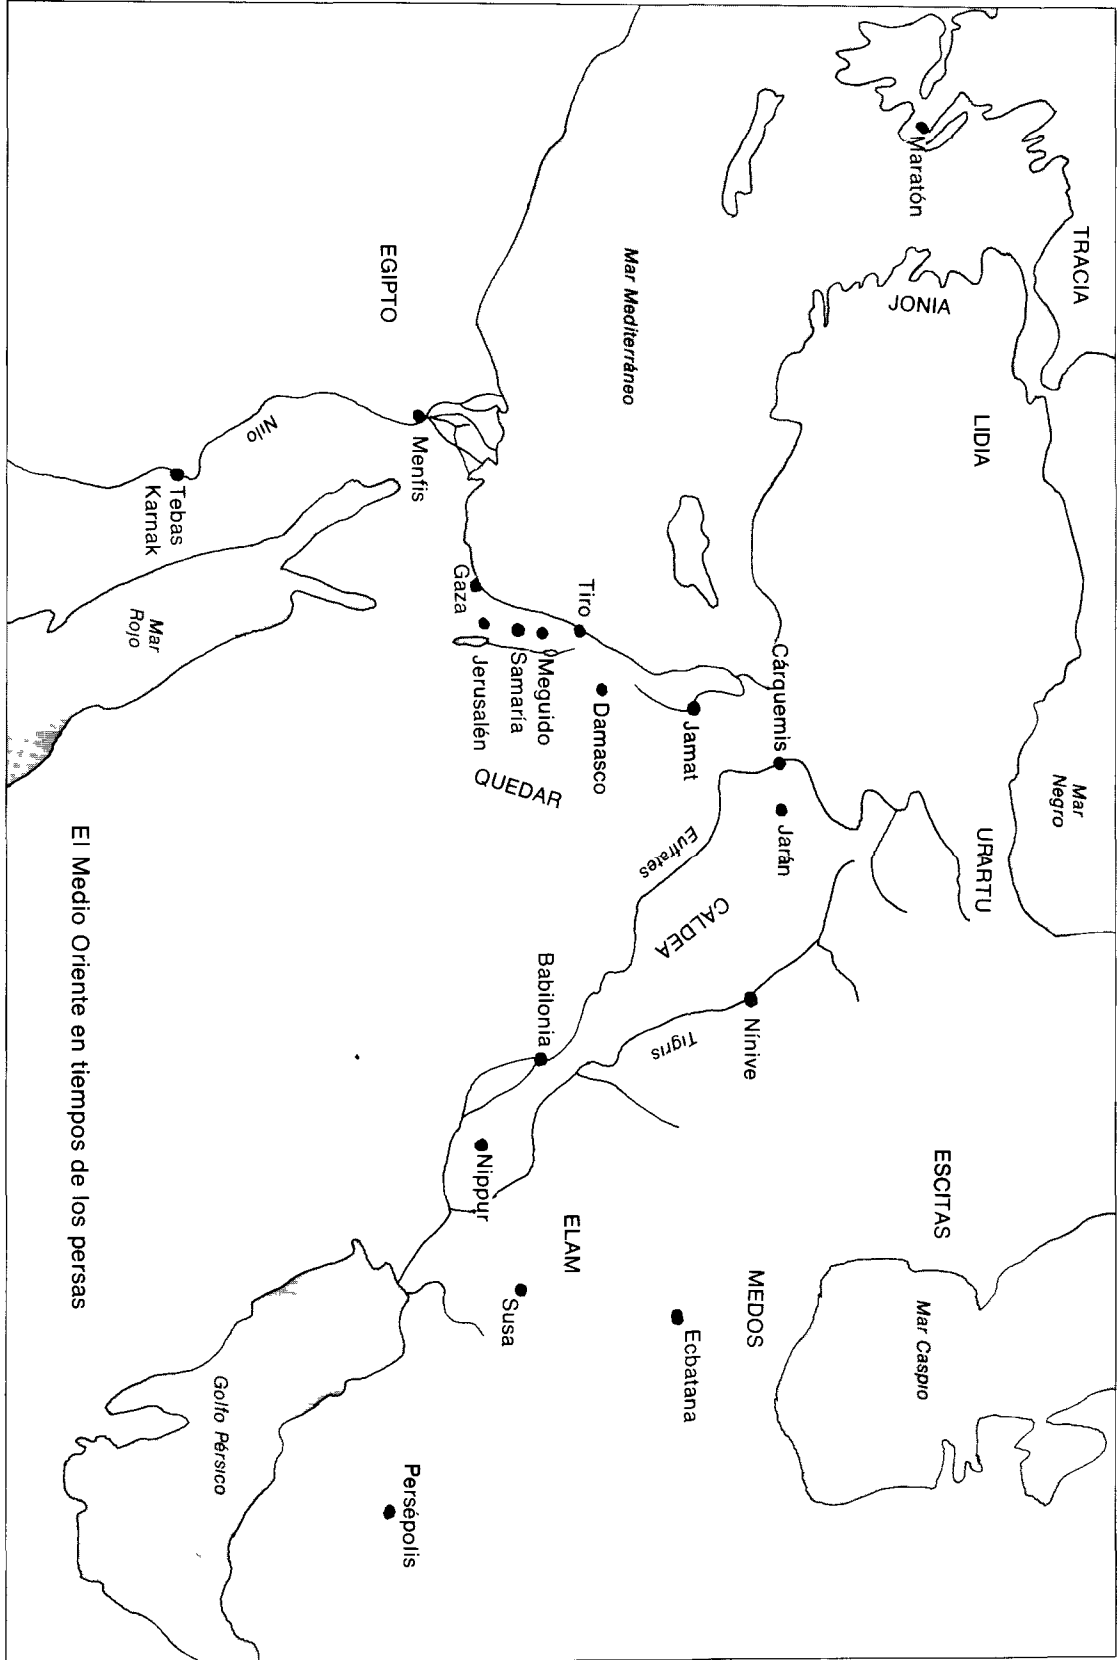 TRACIA
Maratón
JONIA
LIDIA
Mar
Negro
URARTU
ESCITAS
Mar Caspio
Mar Mediterráneo
Cárquemis
Jarán
Nínive
MEDOS
Jamat
Eufrates
CALDEA
Tigris
Ecbatana
Tiro
Damasco
Meguido
Samaría
Jerusalén
Gaza
QUEDAR
Babilonia
Nippur
ELAM
Susa
EGIPTO
Menfis
Nilo
Tebas
Karnak
Mar
Rojo
Persépolis
Golfo Pérsico
El Medio Oriente en tiempos de los persas